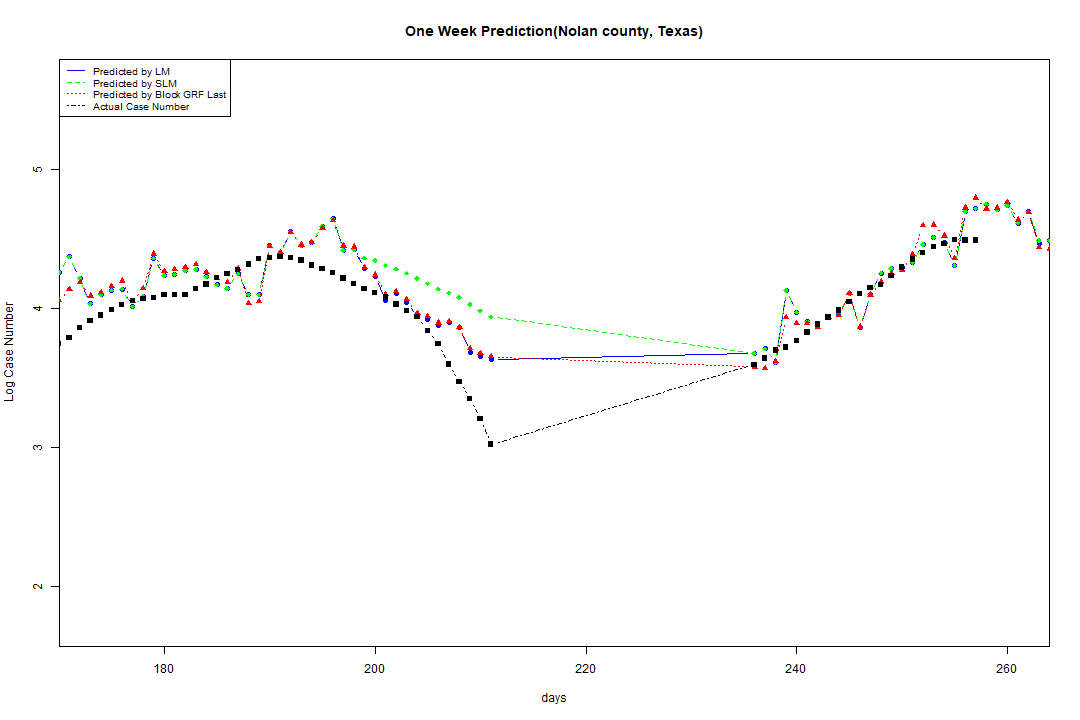 One Week Prediction(Nolan county, Texas)
Predicted by LM
Predicted by SLM
Predicted by Block GRF Last
Actual Case Number
5
4
3
2
Log Case Number
180 200 220 240 260
days